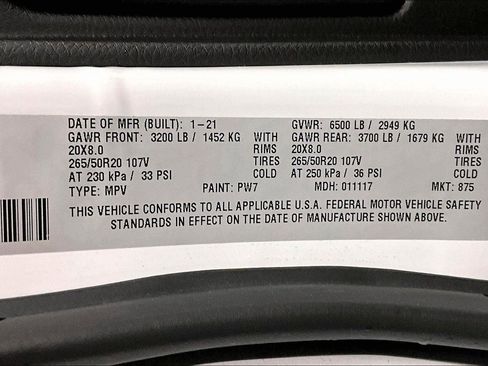 DATE OF MFR (BUILT): 1-21 GVWR: 6500 LB / 2949 KG
GAWR FRONT: 3200 LB / 1452 KG WITH GAWR REAR: 3700 LB / 1679 KG WITH
20X8.0 RIMS 20X8.0 RIMS
265/50R20 107V TIRES 265/50R20 107V TIRES
AT 230 kPa / 33 PSI COLD AT 250 kPa / 36 PSI COLD
TYPE: MPV PAINT: PW7 MDH: 011117 MKT: 875
THIS VEHICLE CONFORMS TO ALL APPLICABLE U.S.A. FEDERAL MOTOR VEHICLE SAFETY
STANDARDS IN EFFECT ON THE DATE OF MANUFACTURE SHOWN ABOVE.